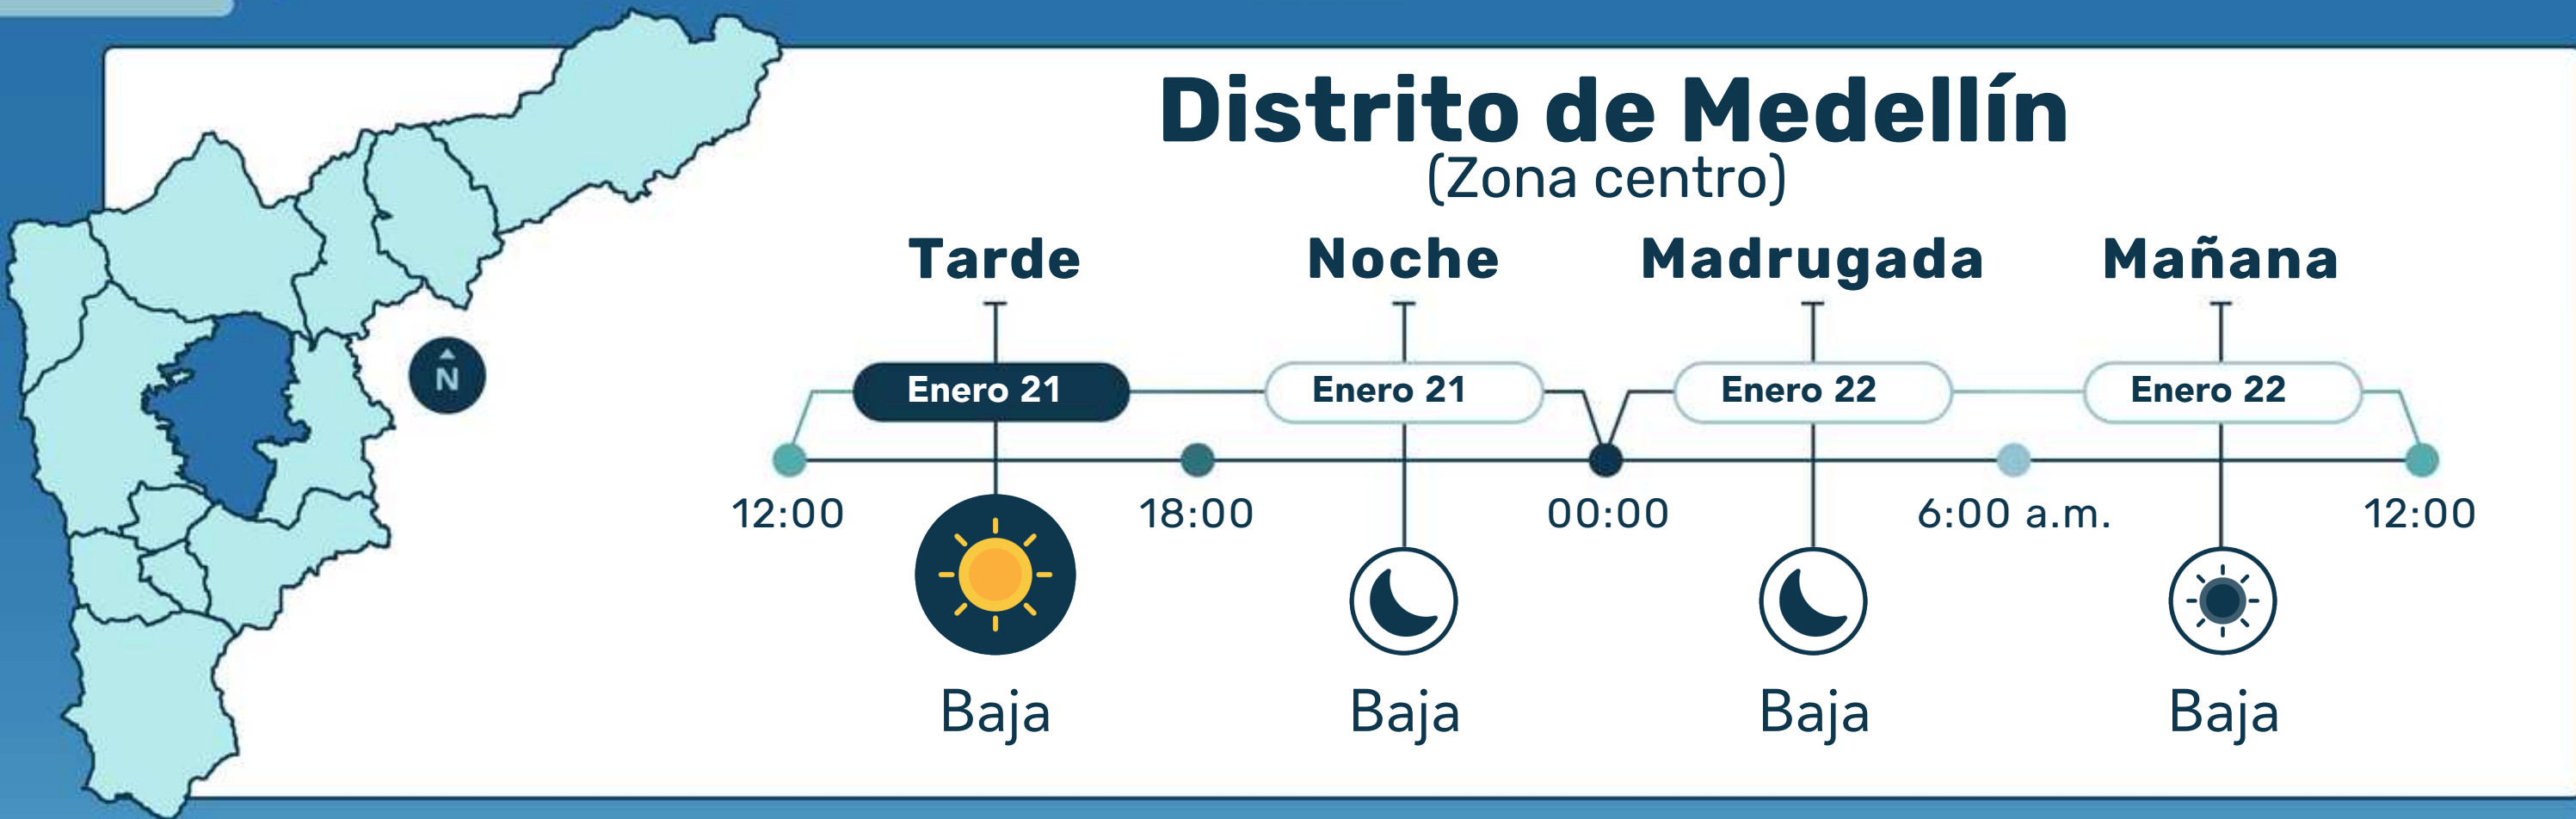 Distrito de Medellín
(Zona centro)
Tarde Noche Madrugada Mañana
N
Enero 21 Enero 21 Enero 22 Enero 22
12:00 18:00 00:00 6:00 a.m. 12:00
Baja Baja Baja Baja